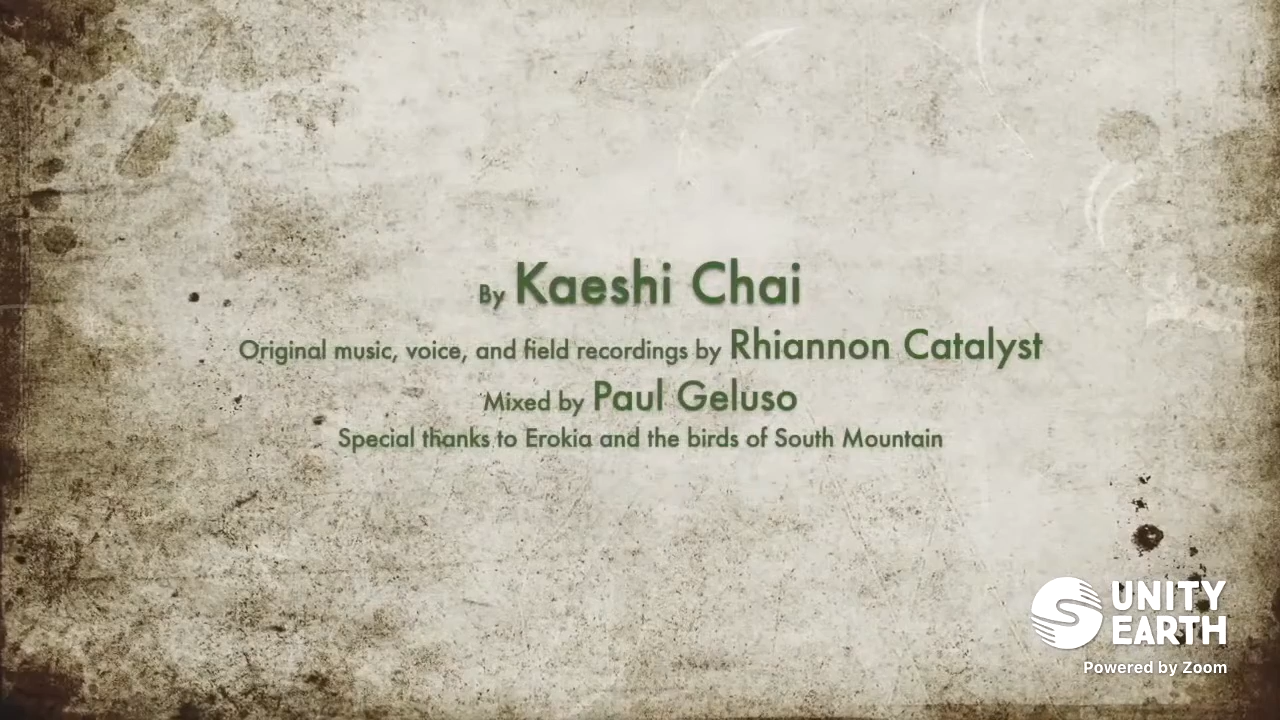 By Kaeshi Chai
Original music, voice, and field recordings by Rhiannon Catalyst
Mixed by Paul Geluso
Special thanks to Erokia and the birds of South Mountain
UNITY
EARTH
Powered by Zoom